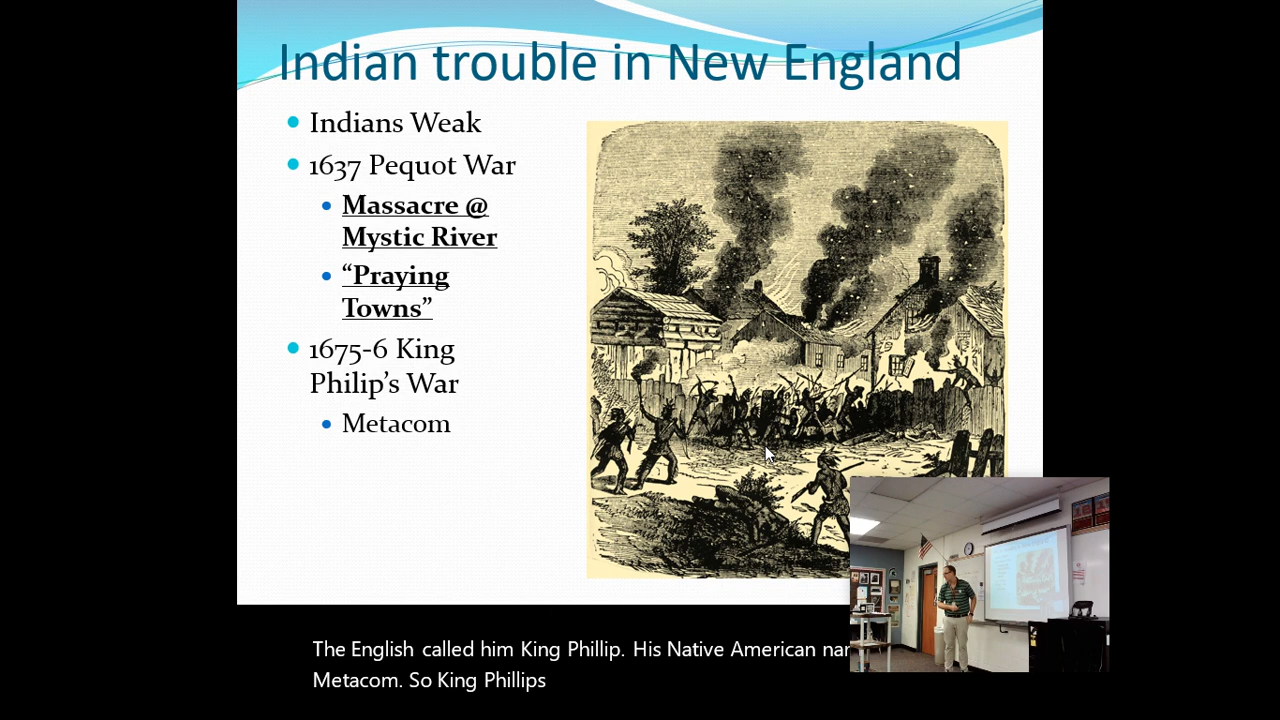 Indian trouble in New England
Indians Weak
1637 Pequot War
Massacre @
Mystic River
“Praying
Towns”
1675-6 King
Philip’s War
Metacom
The English called him King Phillip. His Native American
Metacom. So King Phillips